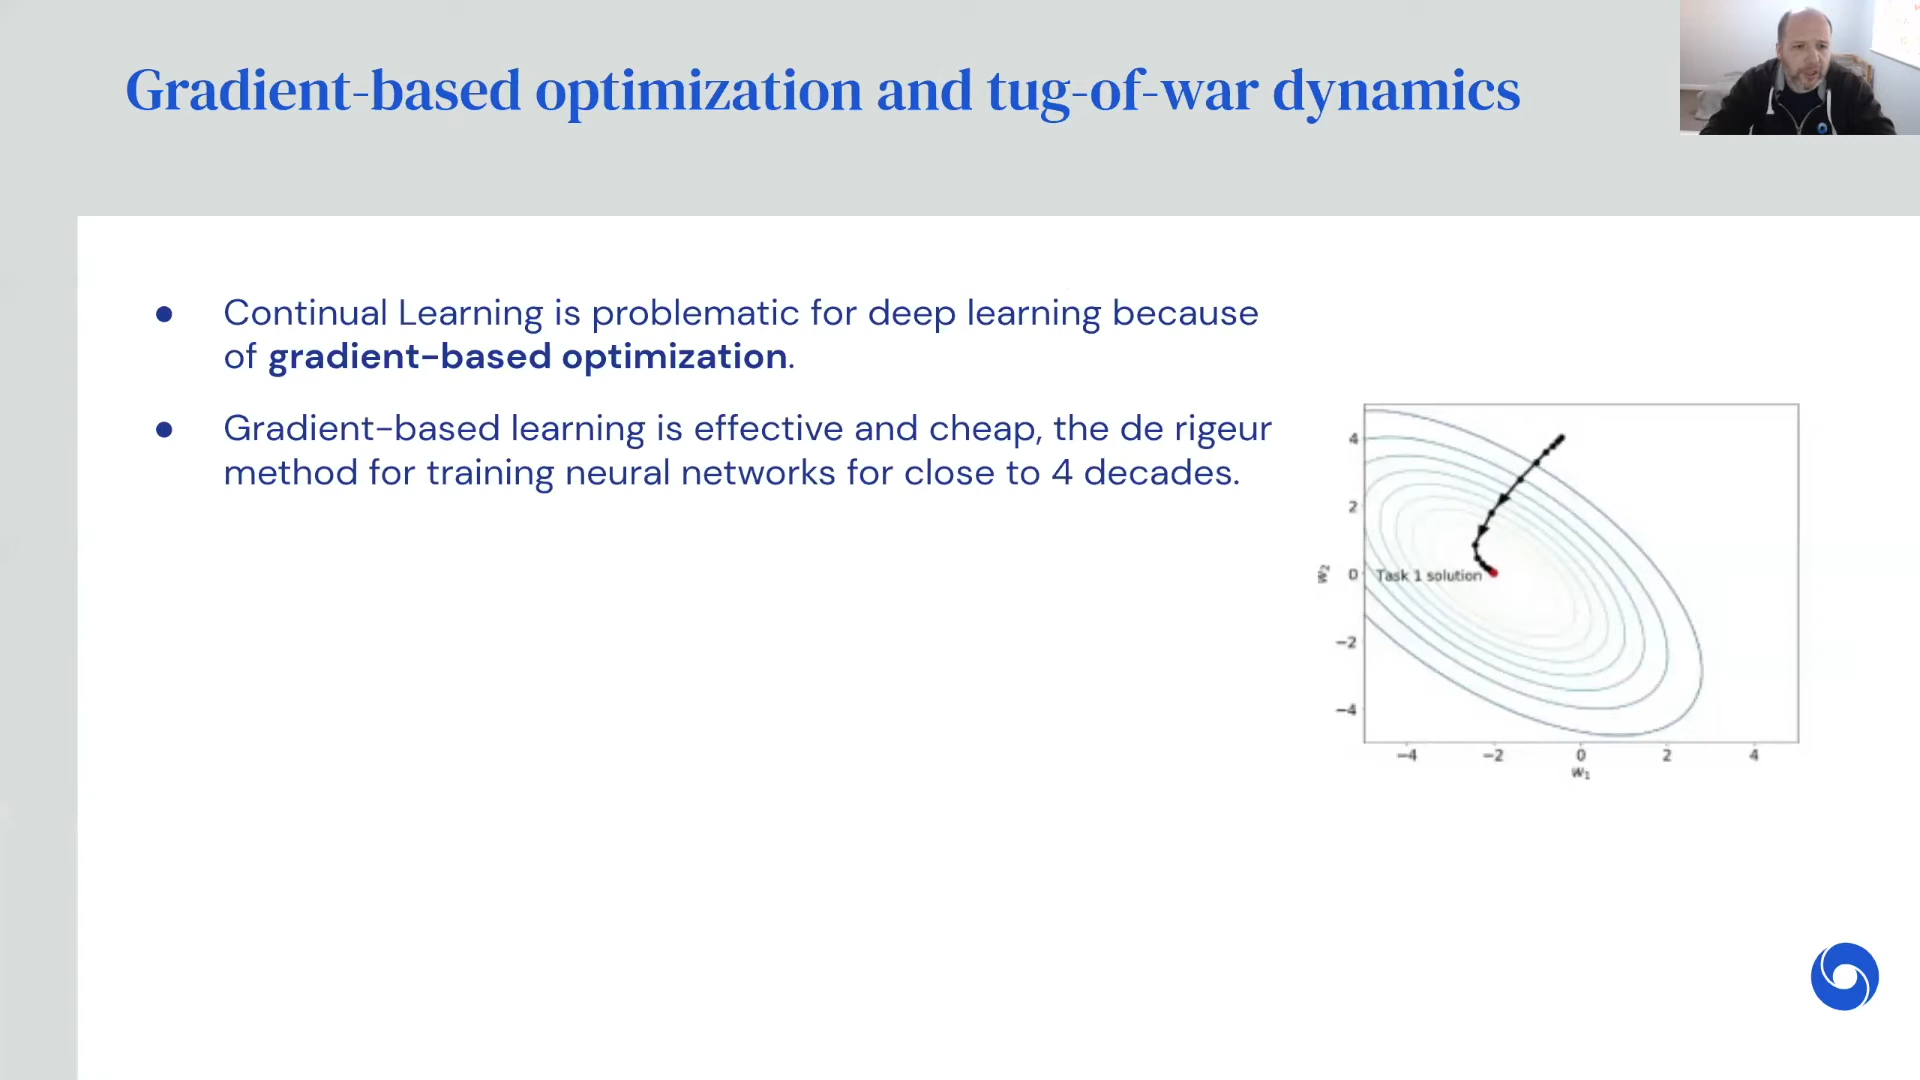 Gradient-based optimization and tug-of-war dynamics
● Continual Learning is problematic for deep learning because
of gradient-based optimization.
● Gradient-based learning is effective and cheap, the de rigeur
method for training neural networks for close to 4 decades.
4
2
0
−2
−4
w₂
Task 1 solution
−4 −2 0 2 4
w₁